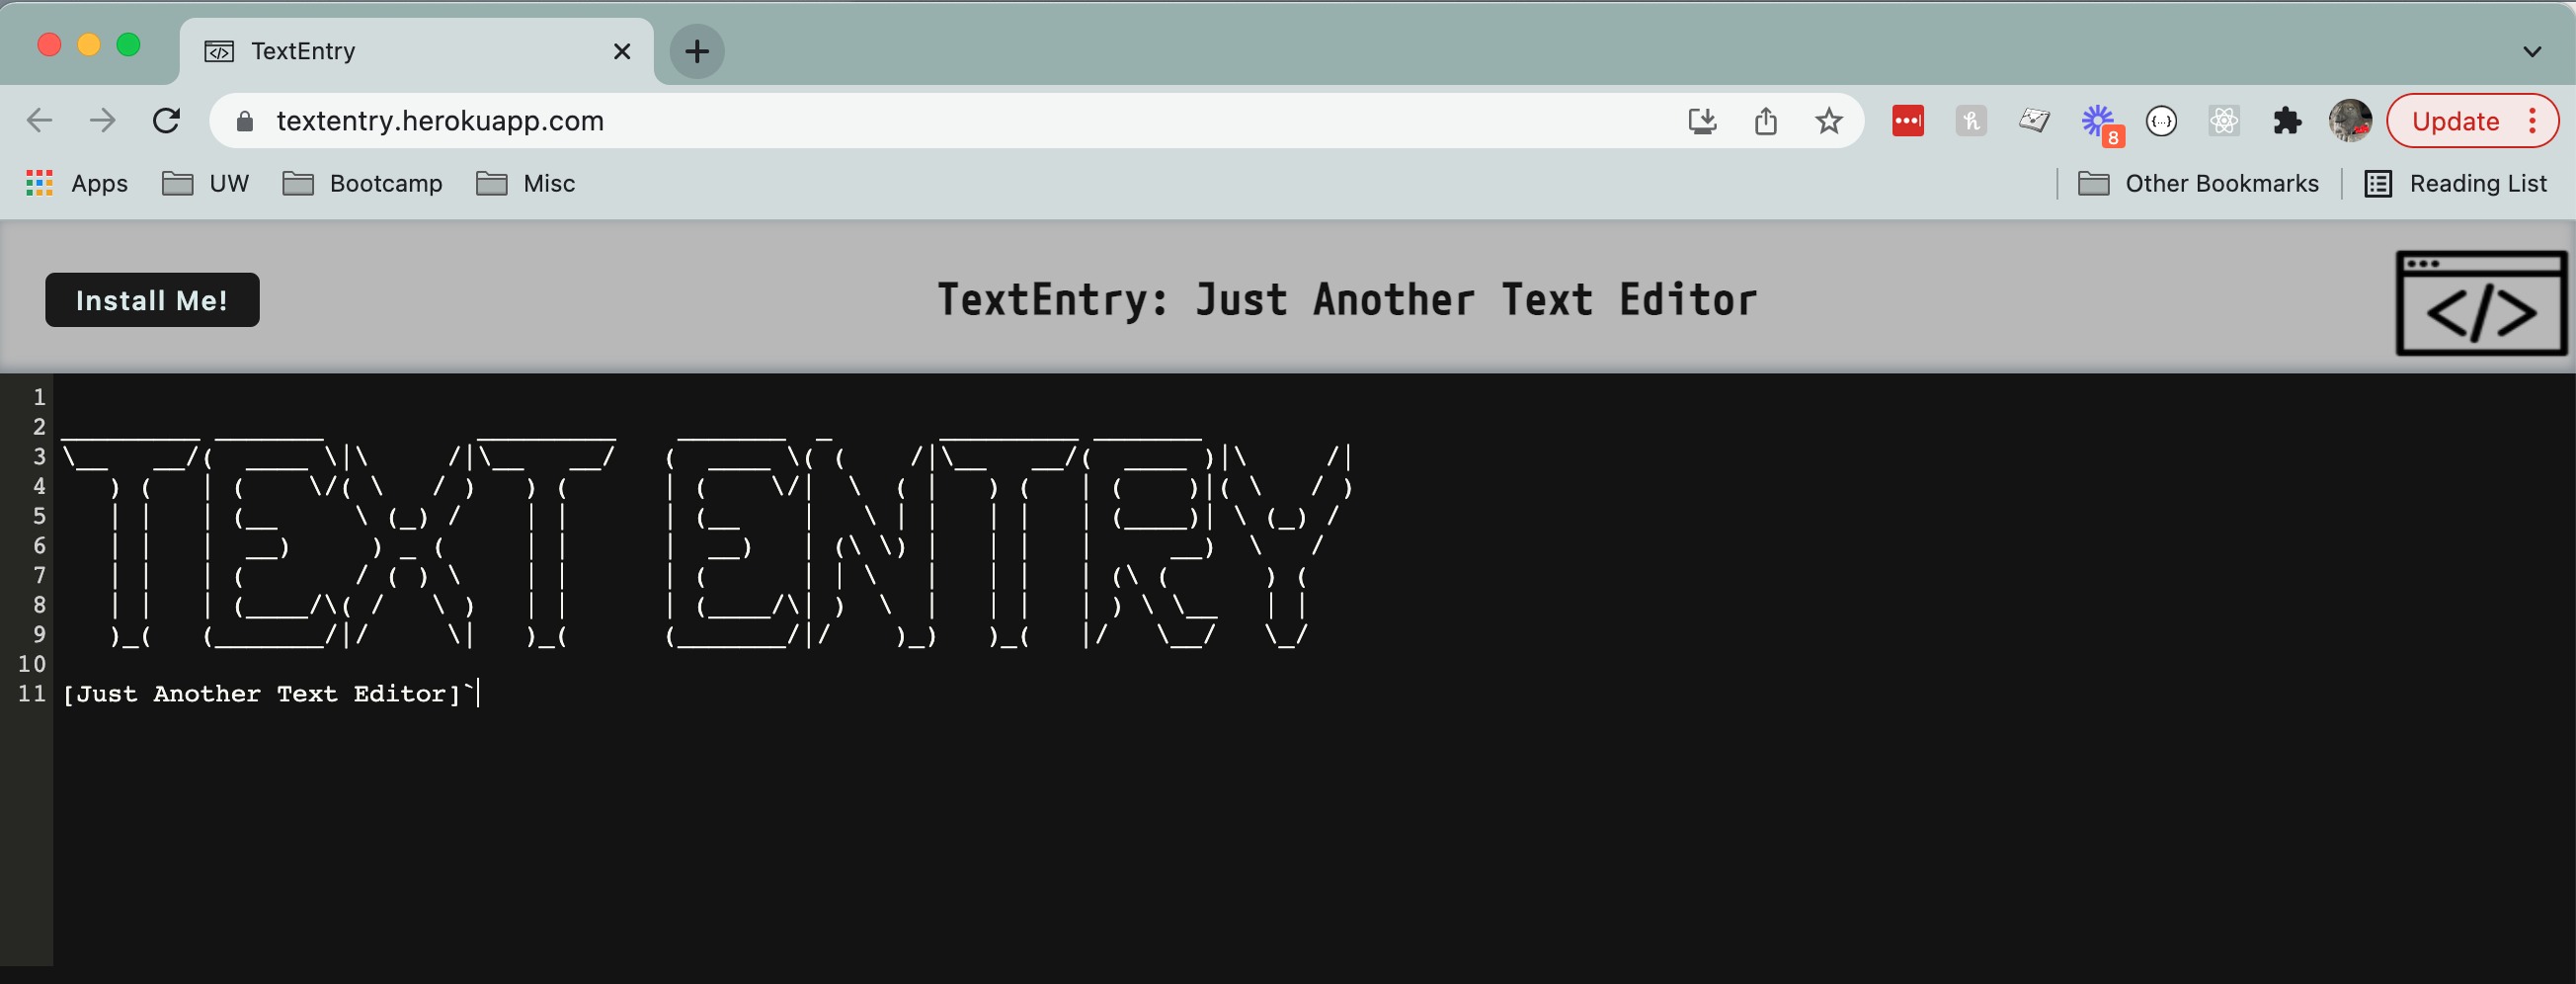 TextEntry
textentry.herokuapp.com
8
Update
Apps UW Bootcamp Misc Other Bookmarks Reading List
Install Me! TextEntry: Just Another Text Editor </>
1
2 _________ _______          _________    _______  _       _________ _______
3 \__   __/(  ____ \|\     /|\__   __/   (  ____ \( (    /|\__   __/(  ____ )|\     /|
4    ) (   | (    \/( \   / )   ) (      | (    \/|  \  ( |   ) (   | (    )|( \   / )
5    | |   | (__     \ (_) /    | |      | (__    |   \ | |   | |   | (____)| \ (_) /
6    | |   |  __)     ) _ (     | |      |  __)   | (\ \) |   | |   |     __)  \   /
7    | |   | (       / ( ) \    | |      | (      | | \   |   | |   | (\ (      ) (
8    | |   | (____/\( /   \ )   | |      | (____/\| )  \  |   | |   | ) \ \__   | |
9    )_(   (_______/|/     \|   )_(      (_______/|/    )_)   )_(   |/   \__/   \_/
10
11 [Just Another Text Editor]`